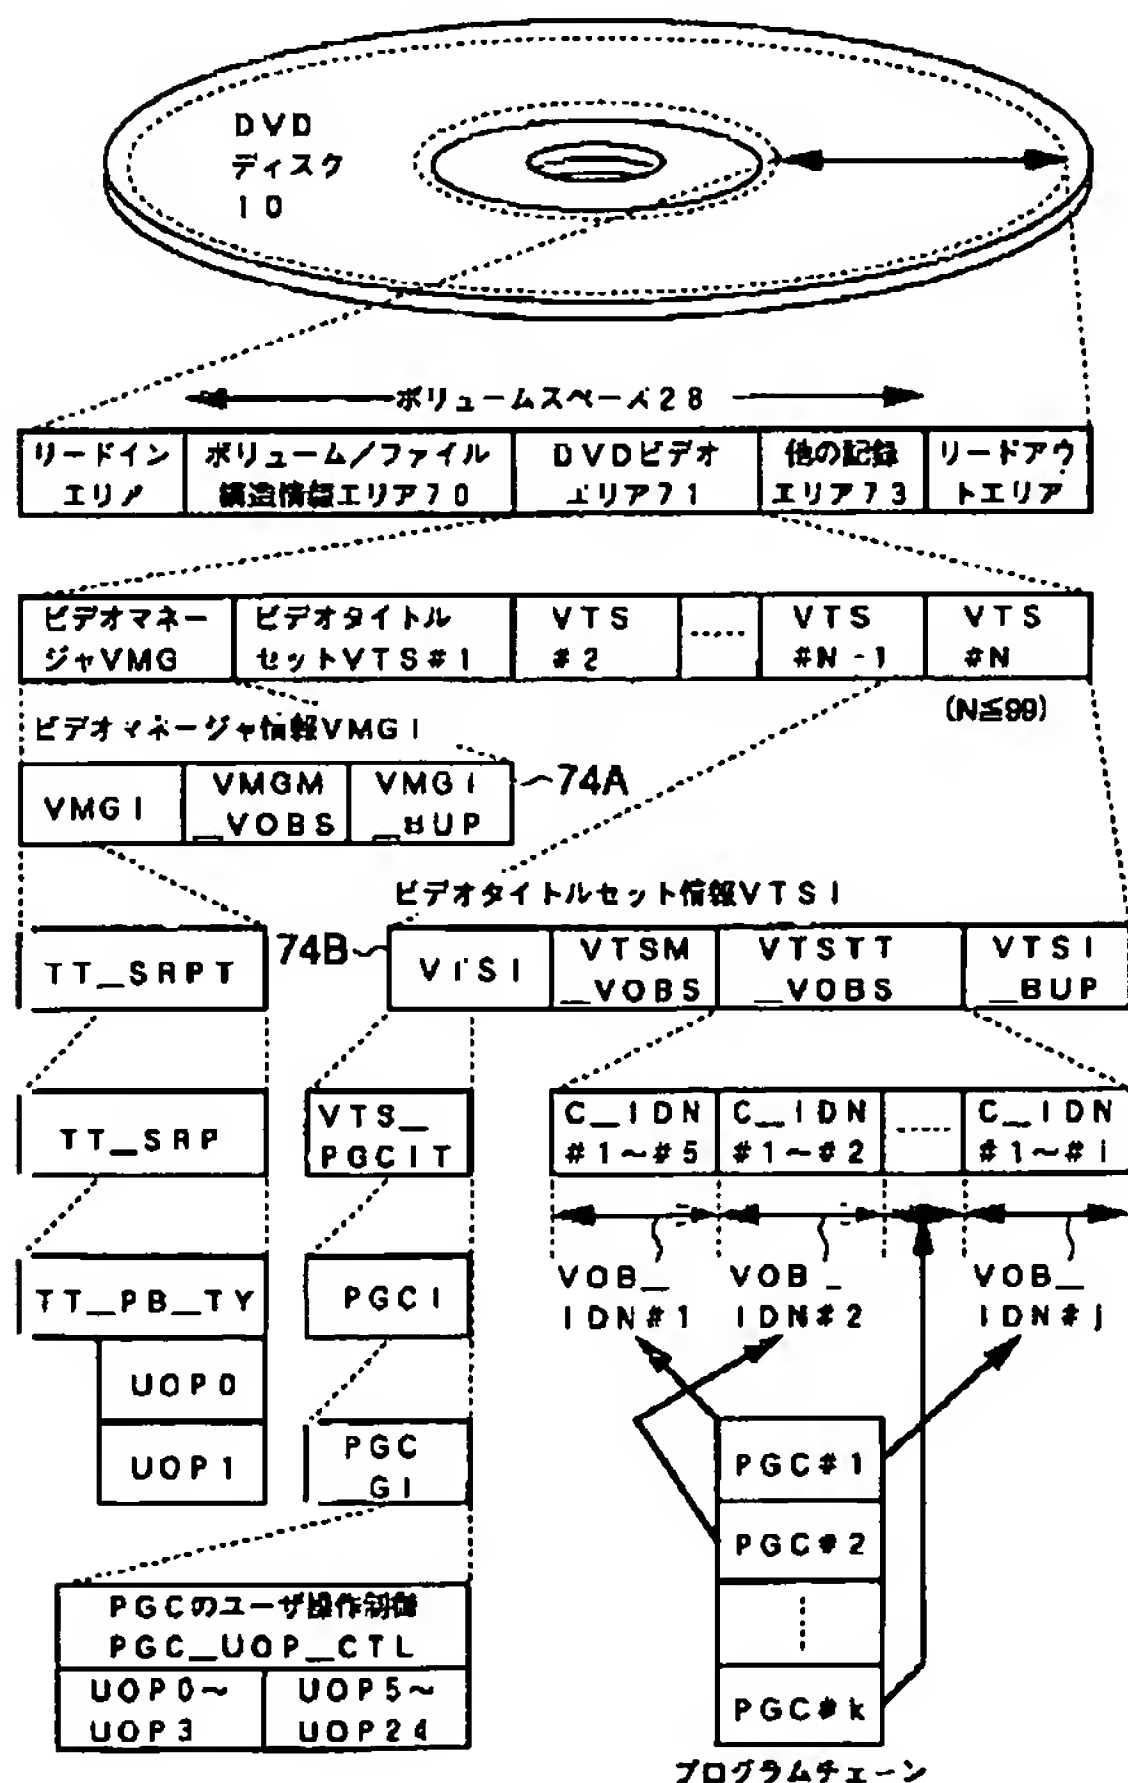 DVD
ディスク
10
ボリュームスペース28
リードイン
エリア
ボリューム/ファイル
構造情報エリア70
DVDビデオ
エリア71
他の記録
エリア73
リードアウ
トエリア
ビデオマネー
ジャVMG
ビデオタイトル
セットVTS#1
VTS
#2
VTS
#N-1
VTS
#N
(N≦99)
ビデオマネージャ情報VMGI
VMGI
VMGM
_VOBS
VMGI
_BUP
74A
ビデオタイトルセット情報VTSI
TT_SRPT
74B
VTSI
VTSM
_VOBS
VTSTT
_VOBS
VTSI
_BUP
TT_SRP
VTS_
PGCIT
C_IDN
#1~#5
C_IDN
#1~#2
C_IDN
#1~#i
TT_PB_TY
PGCI
VOB_
IDN#1
VOB_
IDN#2
VOB_
IDN#j
UOP0
UOP1
PGC
GI
PGC#1
PGC#2
PGC#k
PGCのユーザ操作制御
PGC_UOP_CTL
UOP0~
UOP3
UOP5~
UOP24
プログラムチェーン